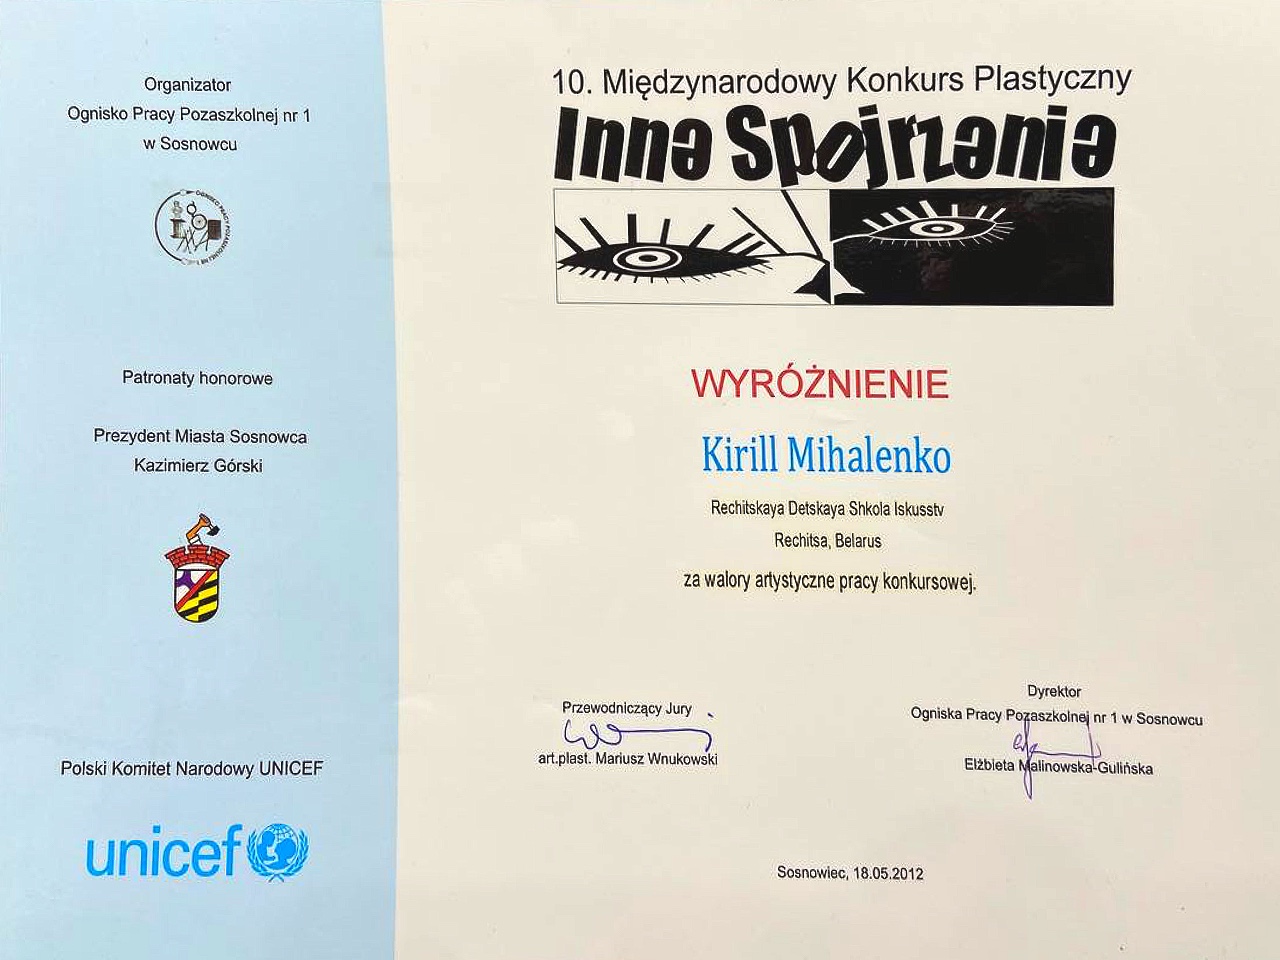 Organizator
Ognisko Pracy Pozaszkolnej nr 1
w Sosnowcu
Patronaty honorowe
Prezydent Miasta Sosnowca
Kazimierz Górski
Polski Komitet Narodowy UNICEF
unicef
10. Międzynarodowy Konkurs Plastyczny
Inne Spojrzenie
WYRÓŻNIENIE
Kirill Mihalenko
Rechitskaya Detskaya Shkola Iskusstv
Rechitsa, Belarus
za walory artystyczne pracy konkursowej.
Przewodniczący Jury
art.plast. Mariusz Wnukowski
Dyrektor
Ogniska Pracy Pozaszkolnej nr 1 w Sosnowcu
Elżbieta Malinowska-Gulińska
Sosnowiec, 18.05.2012